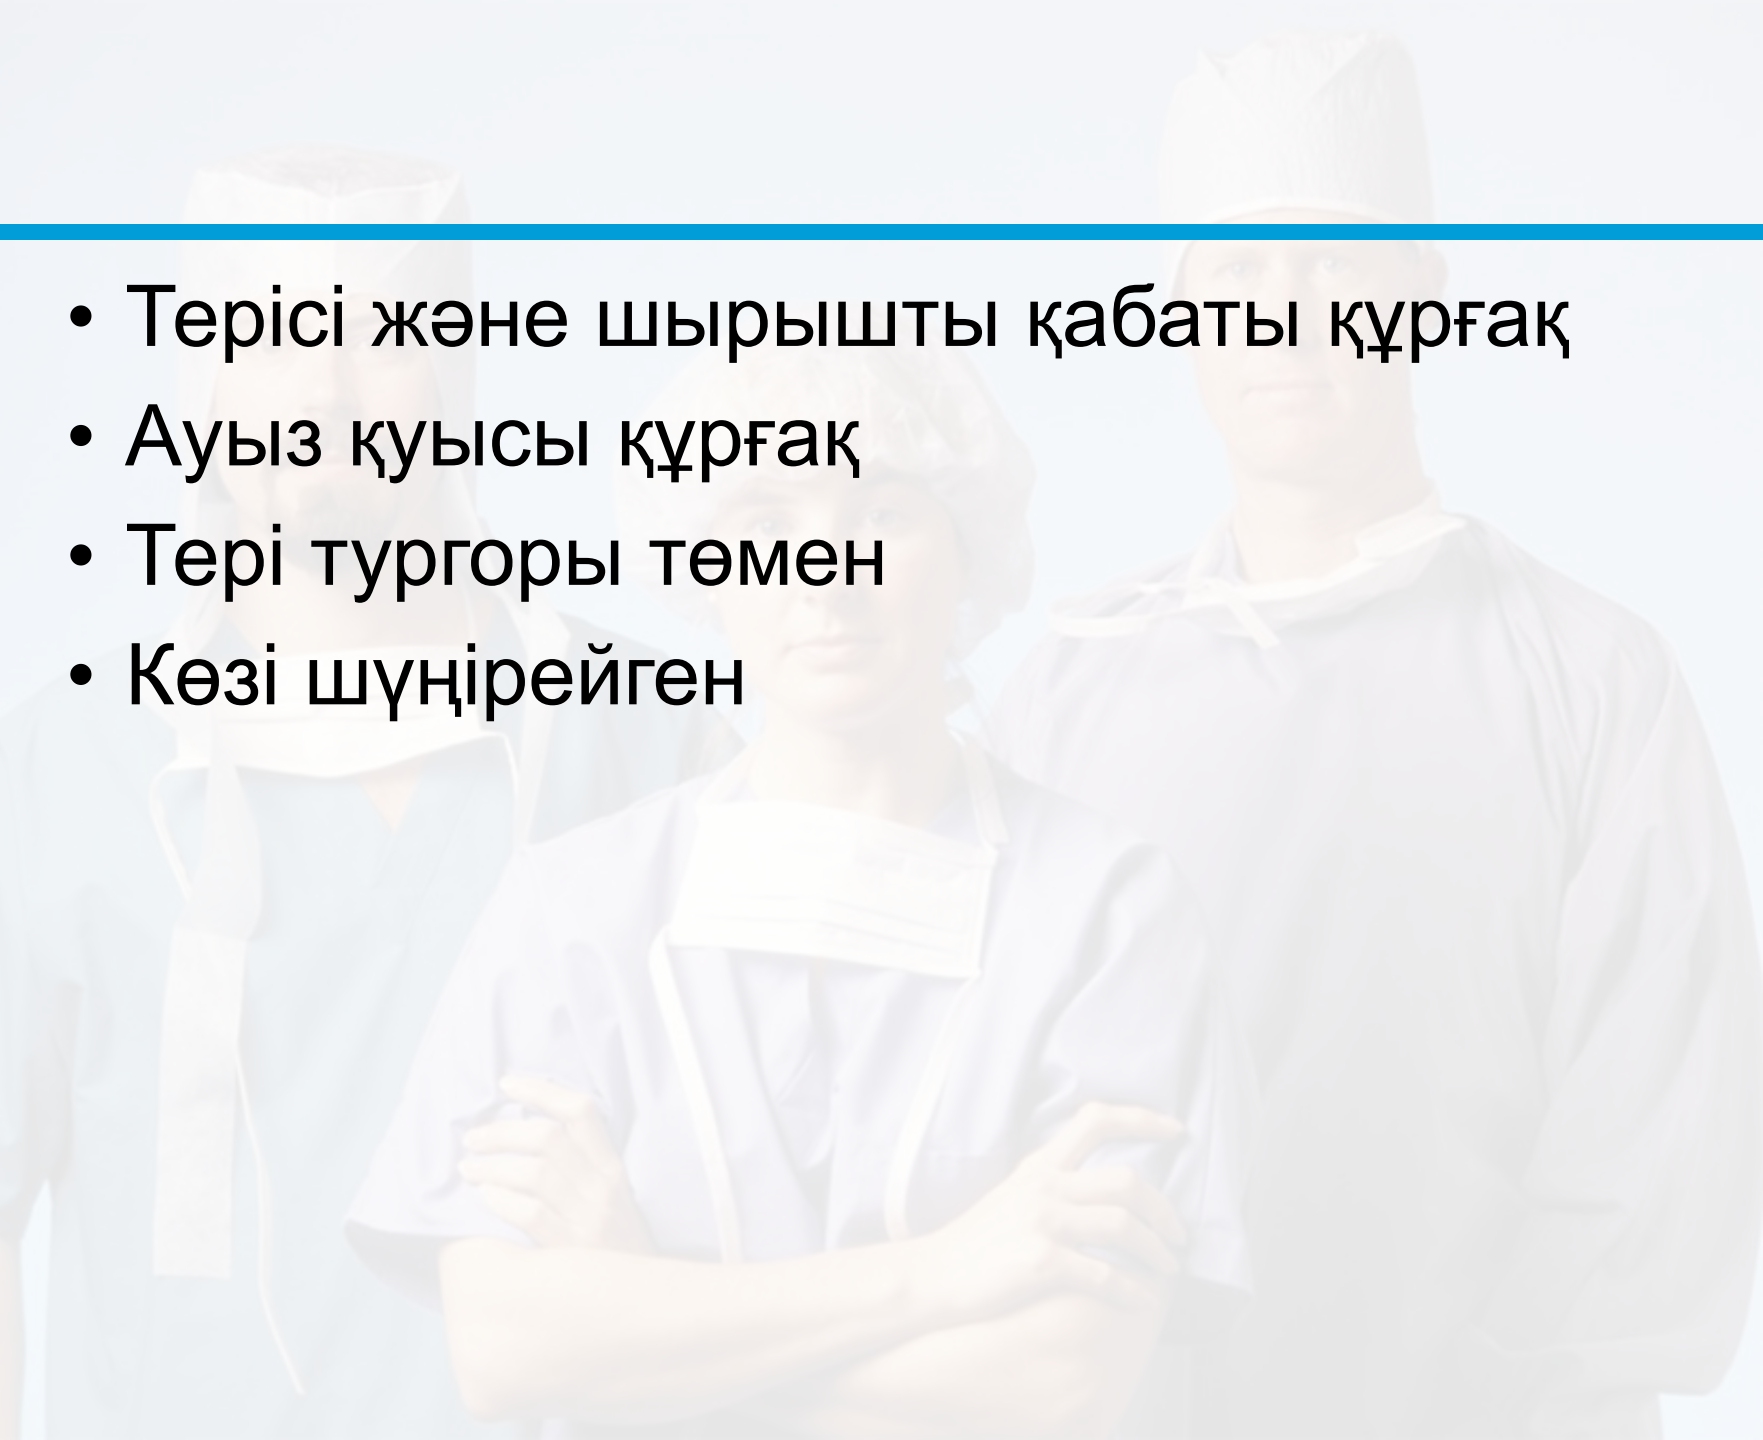 • Терісі және шырышты қабаты құрғақ
• Ауыз қуысы құрғақ
• Тері тургоры төмен
• Көзі шүңірейген